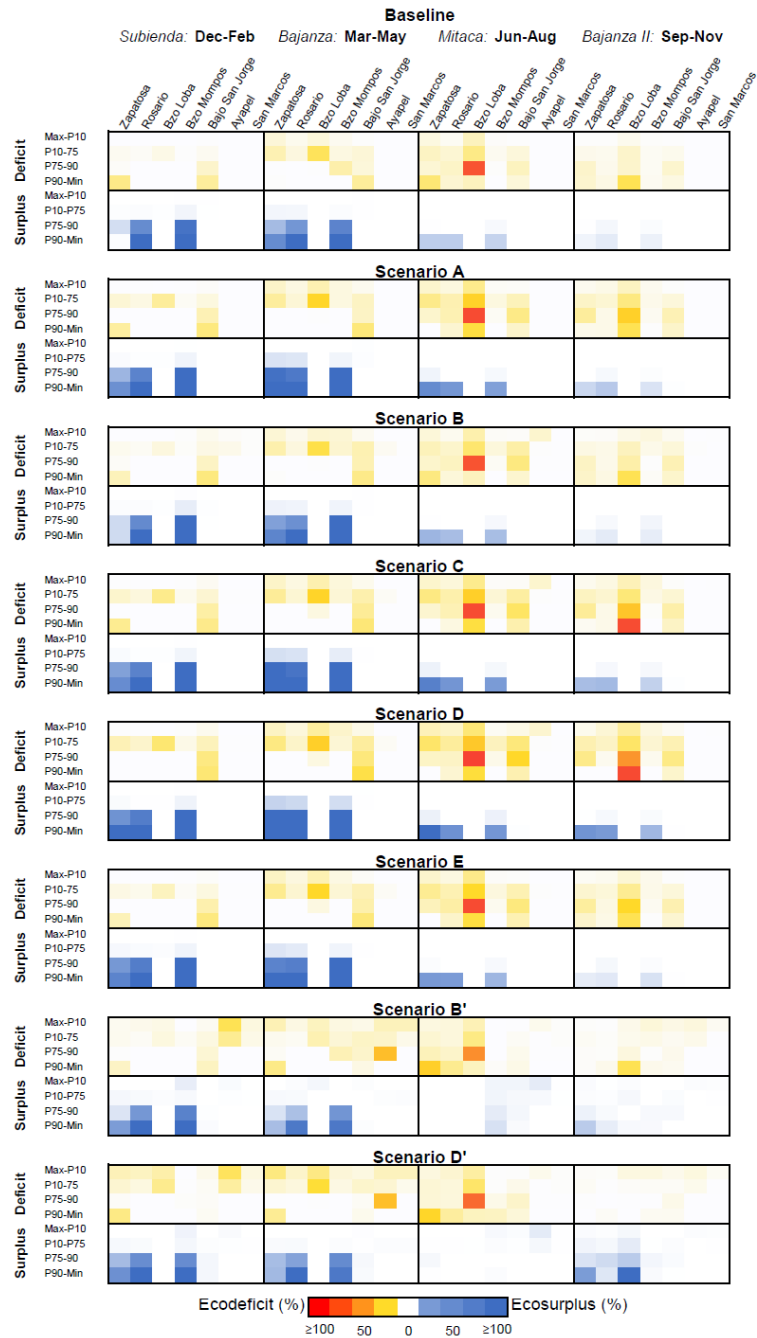 Baseline
Subienda: Dec-Feb Bajanza: Mar-May Mitaca: Jun-Aug Bajanza II: Sep-Nov
Zapatosa Rosario Bzo Loba Bzo Mompos Bajo San Jorge Ayapel San Marcos Zapatosa Rosario Bzo Loba Bzo Mompos Bajo San Jorge Ayapel San Marcos Zapatosa Rosario Bzo Loba Bzo Mompos Bajo San Jorge Ayapel San Marcos Zapatosa Rosario Bzo Loba Bzo Mompos Bajo San Jorge Ayapel San Marcos
Deficit
Max-P10
P10-75
P75-90
P90-Min
Surplus
Max-P10
P10-P75
P75-90
P90-Min
Scenario A
Deficit
Max-P10
P10-75
P75-90
P90-Min
Surplus
Max-P10
P10-P75
P75-90
P90-Min
Scenario B
Deficit
Max-P10
P10-75
P75-90
P90-Min
Surplus
Max-P10
P10-P75
P75-90
P90-Min
Scenario C
Deficit
Max-P10
P10-75
P75-90
P90-Min
Surplus
Max-P10
P10-P75
P75-90
P90-Min
Scenario D
Deficit
Max-P10
P10-75
P75-90
P90-Min
Surplus
Max-P10
P10-P75
P75-90
P90-Min
Scenario E
Deficit
Max-P10
P10-75
P75-90
P90-Min
Surplus
Max-P10
P10-P75
P75-90
P90-Min
Scenario B'
Deficit
Max-P10
P10-75
P75-90
P90-Min
Surplus
Max-P10
P10-P75
P75-90
P90-Min
Scenario D'
Deficit
Max-P10
P10-75
P75-90
P90-Min
Surplus
Max-P10
P10-P75
P75-90
P90-Min
Ecodeficit (%) Ecosurplus (%)
≥100 50 0 50 ≥100